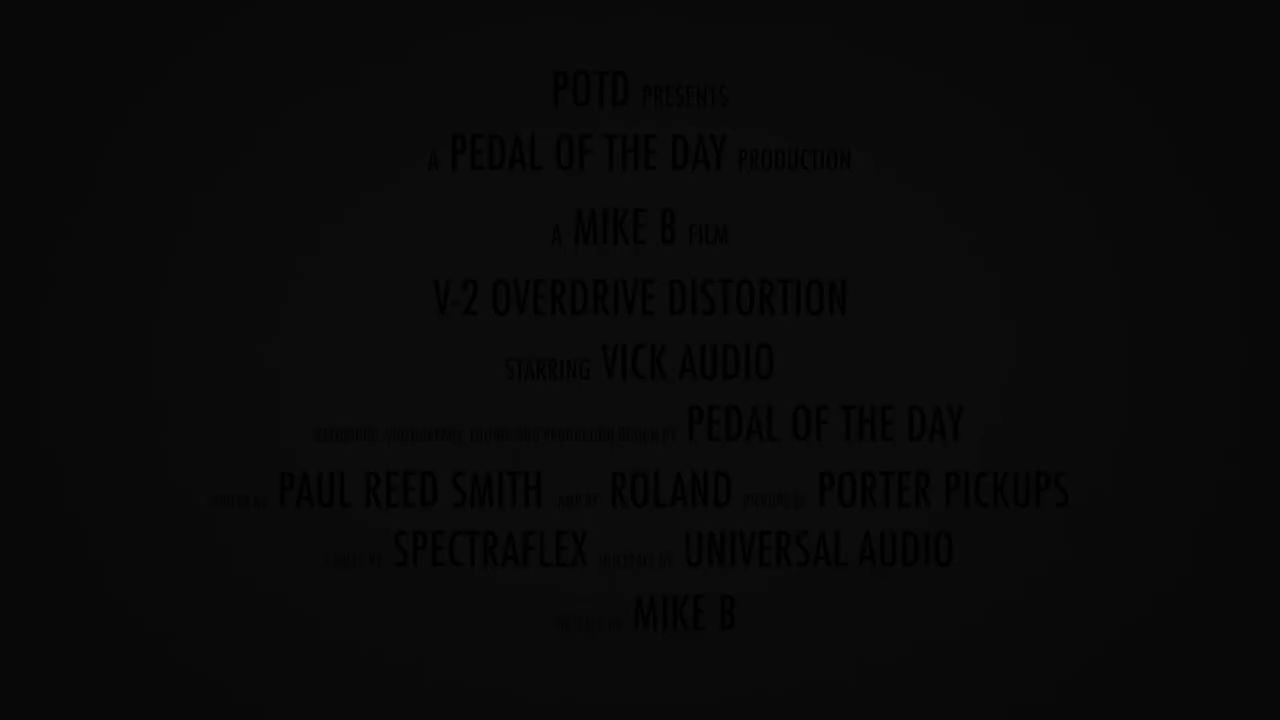 POTD PRESENTS
A PEDAL OF THE DAY PRODUCTION
A MIKE B FILM
V-2 OVERDRIVE DISTORTION
STARRING VICK AUDIO
PEDAL OF THE DAY
PAUL REED SMITH ROLAND PORTER PICKUPS
SPECTRAFLEX UNIVERSAL AUDIO
MIKE B